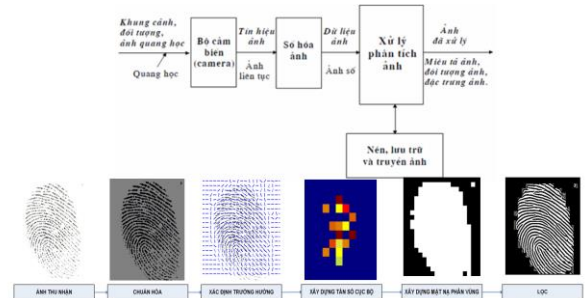 Khung cảnh,
đối tượng,
ảnh quang học
Quang học
Bộ cảm
biến
(camera)
Tín hiệu
ảnh
Ảnh
liên tục
Số hóa
ảnh
Dữ liệu
ảnh
Ảnh số
Xử lý
phân tích
ảnh
Ảnh
đã xử lý
Miêu tả ảnh,
đối tượng ảnh,
đặc trưng ảnh.
Nén, lưu trữ
và truyền ảnh
ẢNH THU NHẬN
CHUẨN HÓA
XÁC ĐỊNH TRƯỜNG HƯỚNG
XÂY DỰNG TẦN SỐ CỤC BỘ
XÂY DỰNG MẶT NẠ PHÂN VÙNG
LỌC